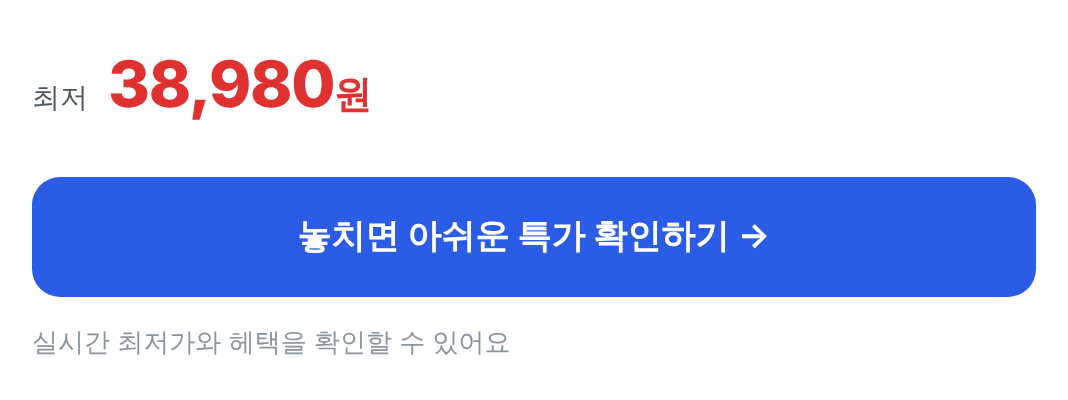 최저 38,980원
놓치면 아쉬운 특가 확인하기 →
실시간 최저가와 혜택을 확인할 수 있어요